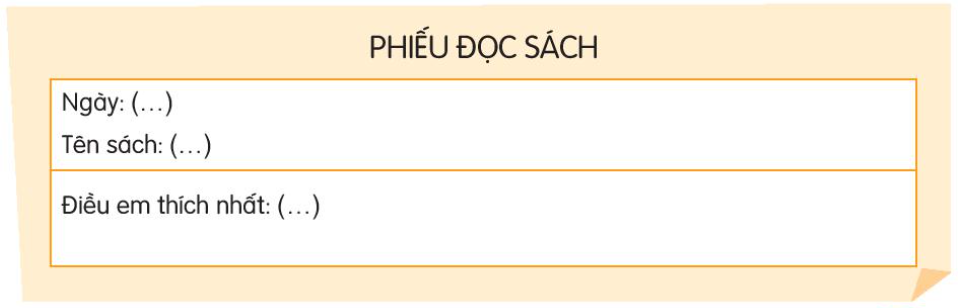 PHIẾU ĐỌC SÁCH
Ngày: (…)
Tên sách: (…)
Điều em thích nhất: (…)